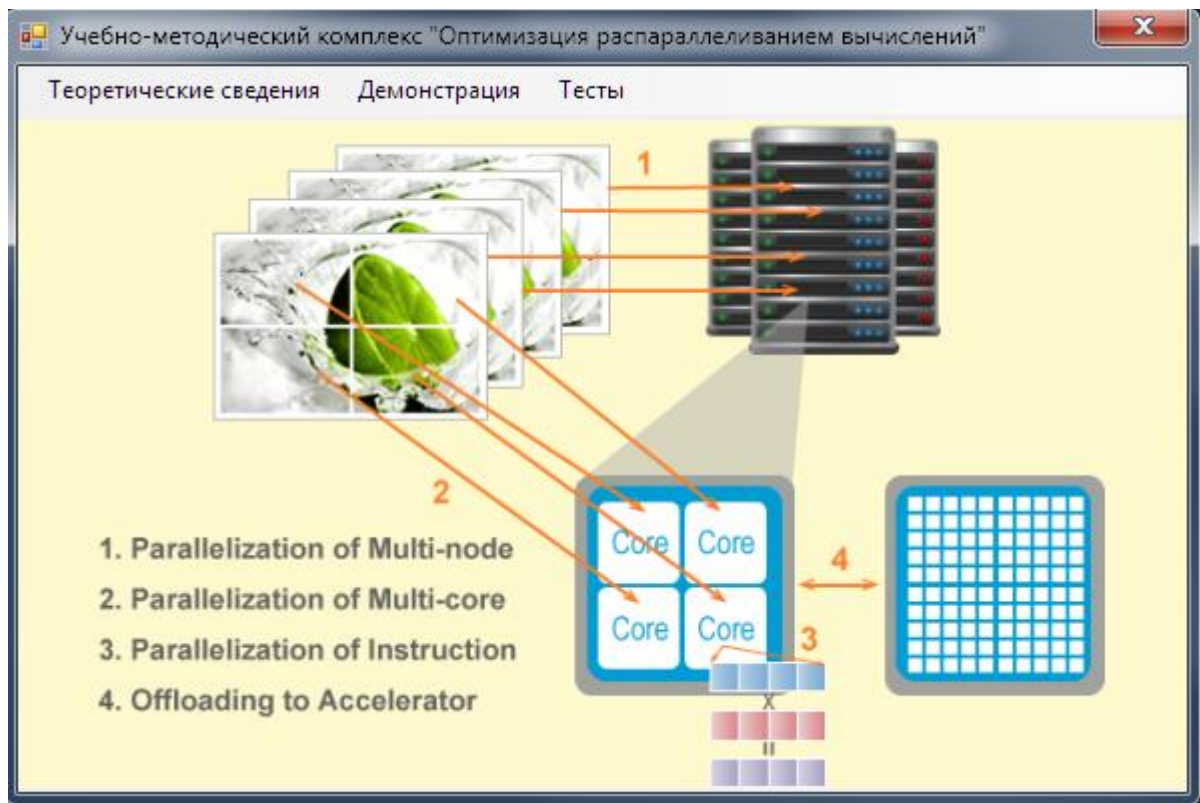 Учебно-методический комплекс "Оптимизация распараллеливанием вычислений"
Теоретические сведения Демонстрация Тесты
1
2
1. Parallelization of Multi-node
2. Parallelization of Multi-core
3. Parallelization of Instruction
4. Offloading to Accelerator
Core Core
Core Core
4
3
X
=